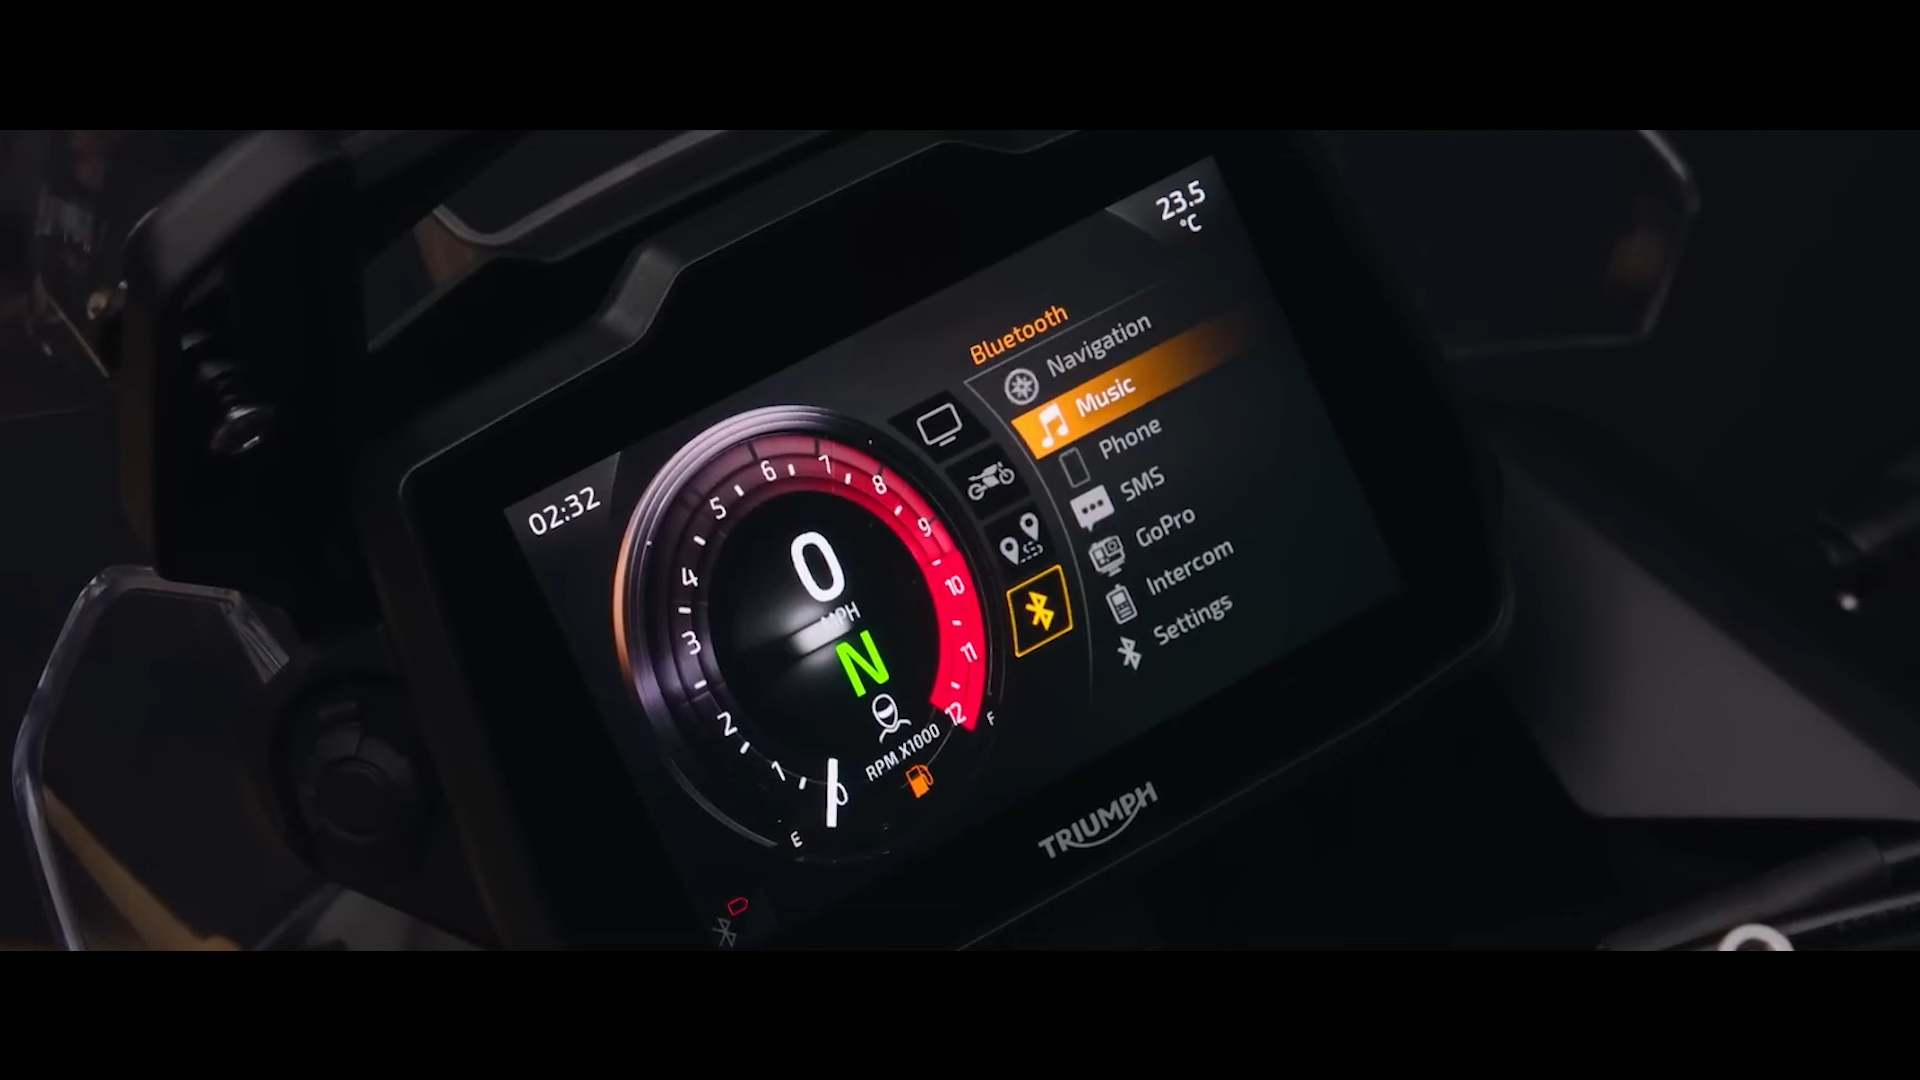 23.5
°C
Bluetooth
Navigation
Music
Phone
SMS
GoPro
Intercom
Settings
02:32
0
MPH
N
RPM X1000
0
1
2
3
4
5
6
7
8
9
10
11
12
E
F
TRIUMPH